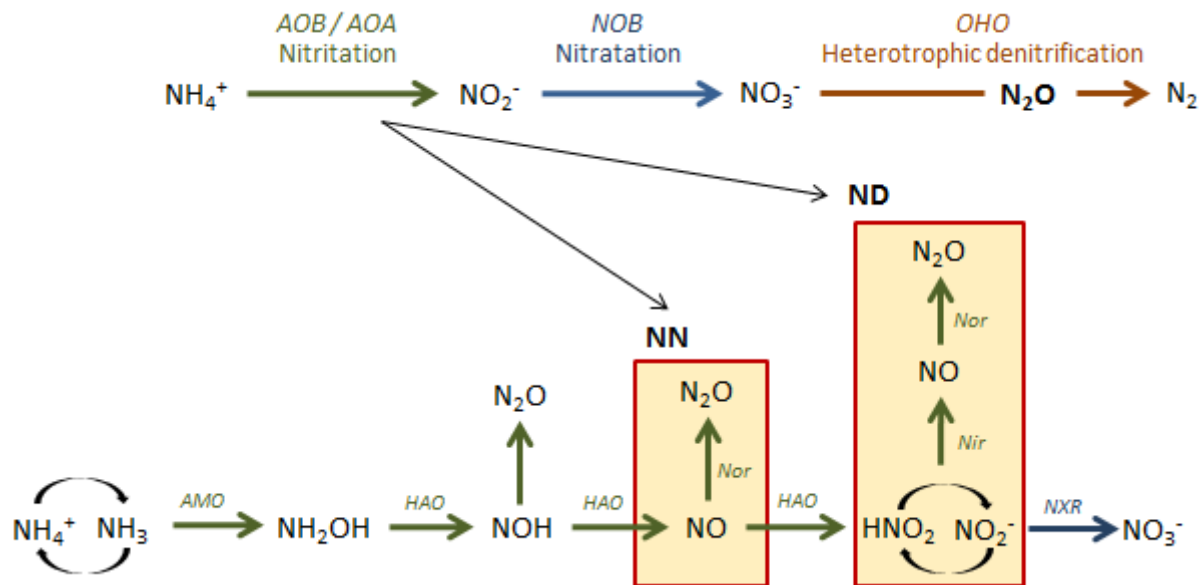 AOB / AOA NOB OHO
Nitritation Nitratation Heterotrophic denitrification
NH₄⁺ NO₂⁻ NO₃⁻ N₂O N₂
ND
N₂O
Nor
NN
NO
N₂O N₂O
Nir
Nor
AMO HAO HAO HAO NXR
NH₄⁺ NH₃ NH₂OH NOH NO HNO₂ NO₂⁻ NO₃⁻